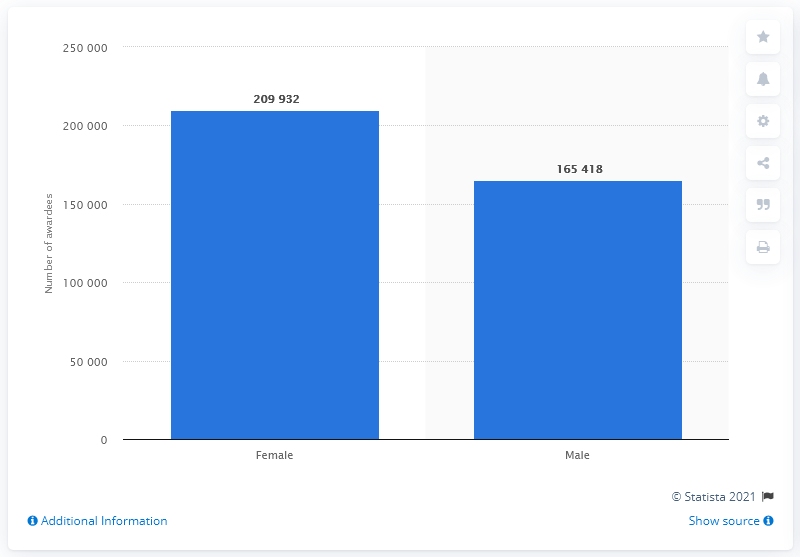 250 000
200 000
150 000
100 000
50 000
0
Number of awardees
209 932
165 418
Female
Male
© Statista 2021
Additional Information
Show source